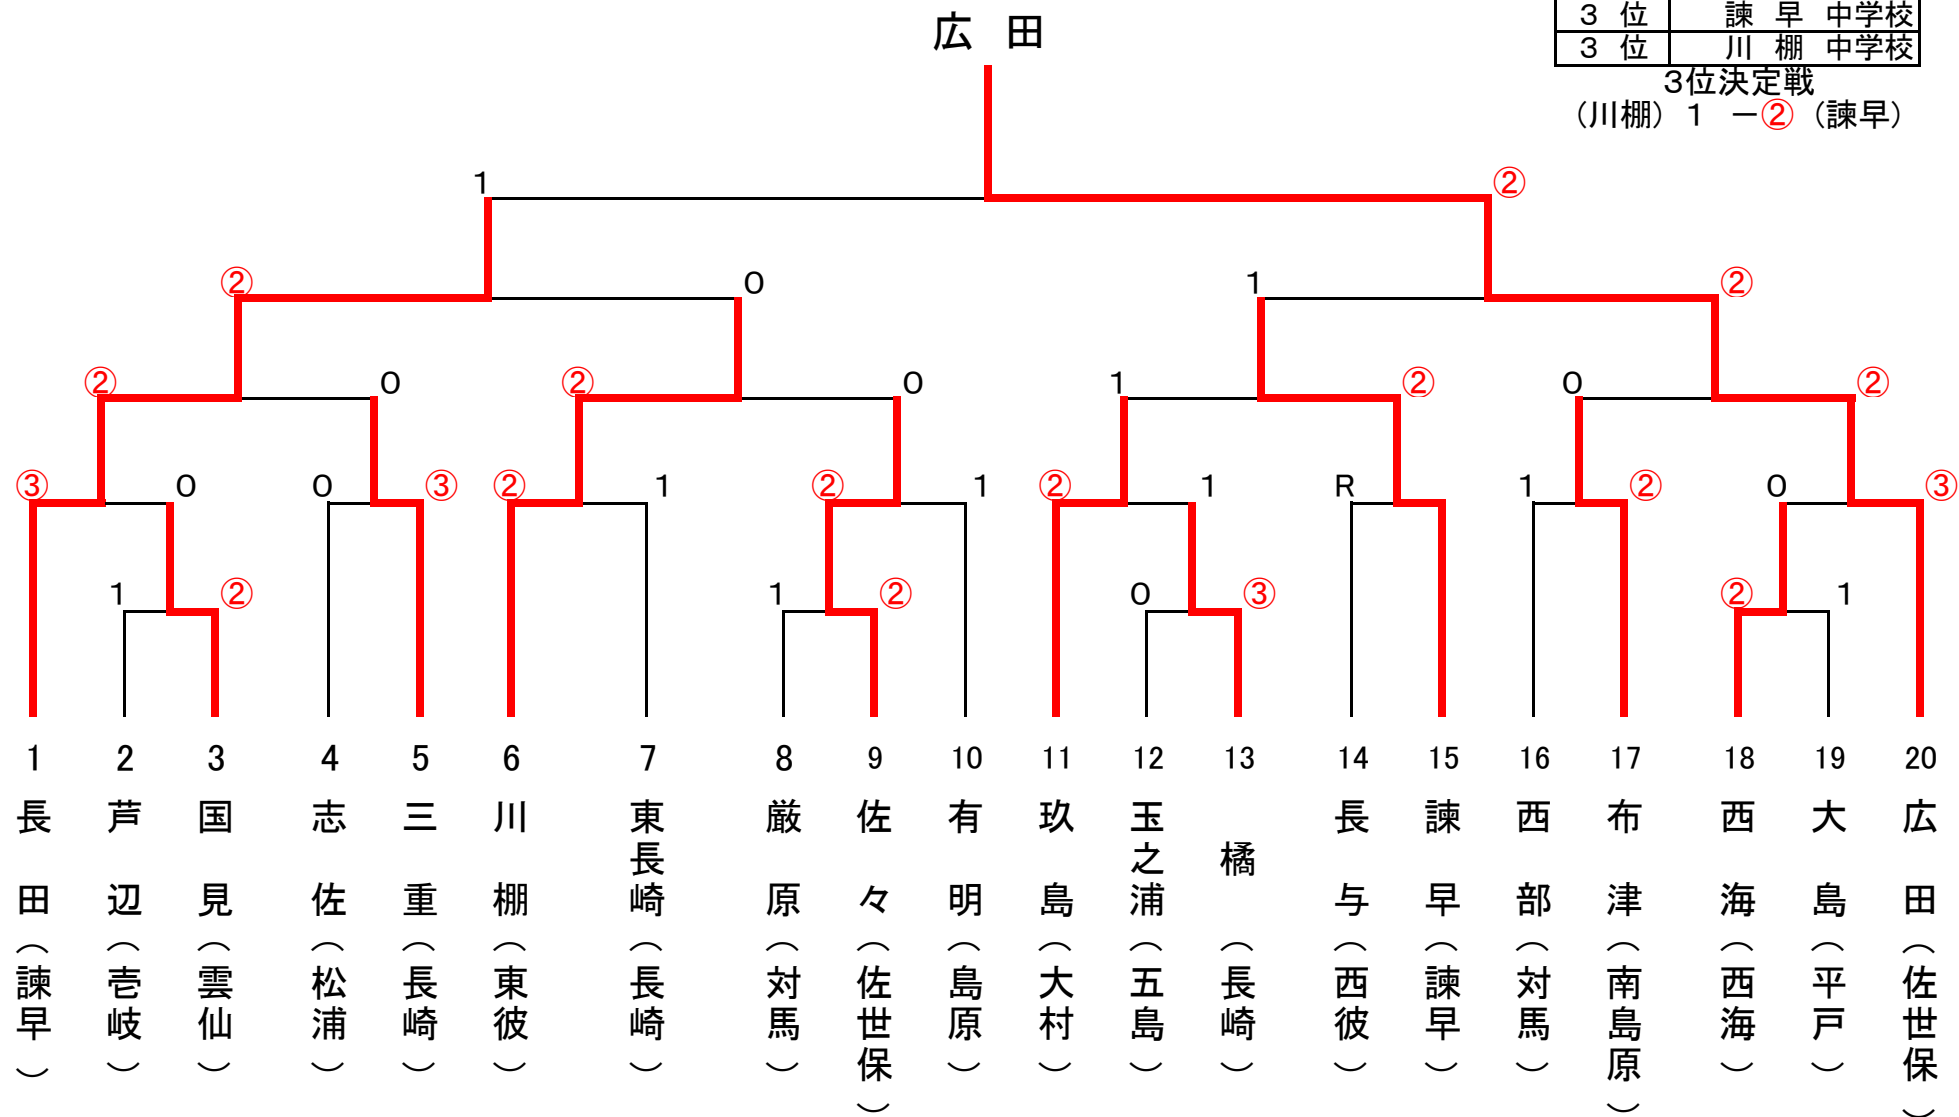 広 田
3 位 諫 早 中学校
3 位 川 棚 中学校
3位決定戦
（川棚）1 －② （諫早）
1 ②
② 0 1 ②
② 0 ② 0 1 ② 0 ②
③ 0 0 ③ ② 1 ② 1 ② 1 R 1 ② 0 ③
1 ② 1 ② 0 ③ ② 1
1 2 3 4 5 6 7 8 9 10 11 12 13 14 15 16 17 18 19 20
長田（諫早）
芦辺（壱岐）
国見（雲仙）
志佐（松浦）
三重（長崎）
川棚（東彼）
東長崎（長崎）
厳原（対馬）
佐々（佐世保）
有明（島原）
玖島（大村）
玉之浦（五島）
橘（長崎）
長与（西彼）
諫早（諫早）
西部（対馬）
布津（南島原）
西海（西海）
大島（平戸）
広田（佐世保）